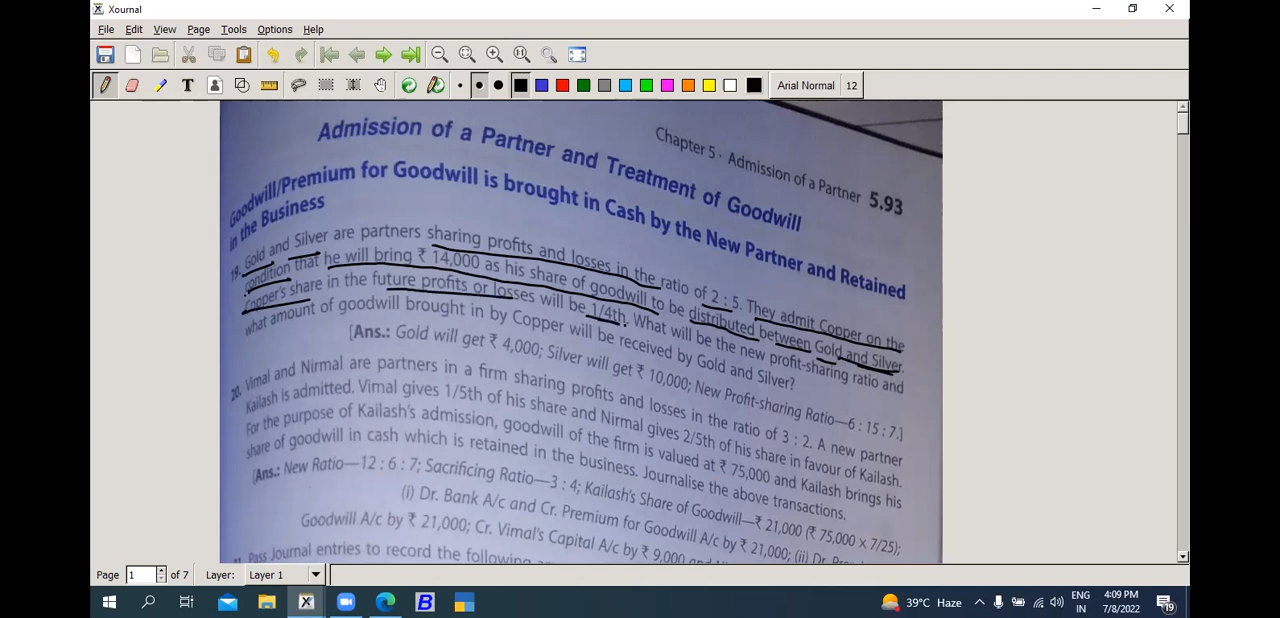 Xournal
File Edit View Page Tools Options Help
T
Arial Normal 12
Chapter 5 · Admission of a Partner 5.93
Admission of a Partner and Treatment of Goodwill
Goodwill/Premium for Goodwill is brought in Cash by the New Partner and Retained
in the Business
19. Gold and Silver are partners sharing profits and losses in the ratio of 2 : 5. They admit Copper on the
condition that he will bring ₹ 14,000 as his share of goodwill to be distributed between Gold and Silver.
Copper's share in the future profits or losses will be 1/4th. What will be the new profit-sharing ratio and
what amount of goodwill brought in by Copper will be received by Gold and Silver?
[Ans.: Gold will get ₹ 4,000; Silver will get ₹ 10,000; New Profit-sharing Ratio—6 : 15 : 7.]
20. Vimal and Nirmal are partners in a firm sharing profits and losses in the ratio of 3 : 2. A new partner
Kailash is admitted. Vimal gives 1/5th of his share and Nirmal gives 2/5th of his share in favour of Kailash.
For the purpose of Kailash's admission, goodwill of the firm is valued at ₹ 75,000 and Kailash brings his
share of goodwill in cash which is retained in the business. Journalise the above transactions.
[Ans.: New Ratio—12 : 6 : 7; Sacrificing Ratio—3 : 4; Kailash's Share of Goodwill—₹ 21,000 (₹ 75,000 × 7/25);
(i) Dr. Bank A/c and Cr. Premium for Goodwill A/c by ₹ 21,000; (ii) Dr.
Goodwill A/c by ₹ 21,000; Cr. Vimal's Capital A/c by ₹ 9,000 and
Pass Journal entries to record the following
Page 1 of 7 Layer: Layer 1
39°C Haze
ENG
IN
4:09 PM
7/8/2022
19